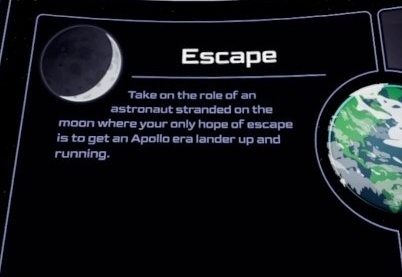 Escape
Take on the role of an
astronaut stranded on the
moon where your only hope of escape
is to get an Apollo era lander up and
running.